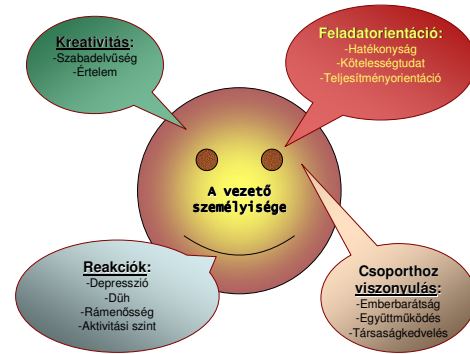 Kreativitás:
-Szabadelvűség
-Értelem
Feladatorientáció:
-Hatékonyság
-Kötelességtudat
-Teljesítményorientáció
A vezető
személyisége
Reakciók:
-Depresszió
-Düh
-Rámenősség
-Aktivitási szint
Csoporthoz
viszonyulás:
-Emberbarátság
-Együttműködés
-Társaságkedvelés